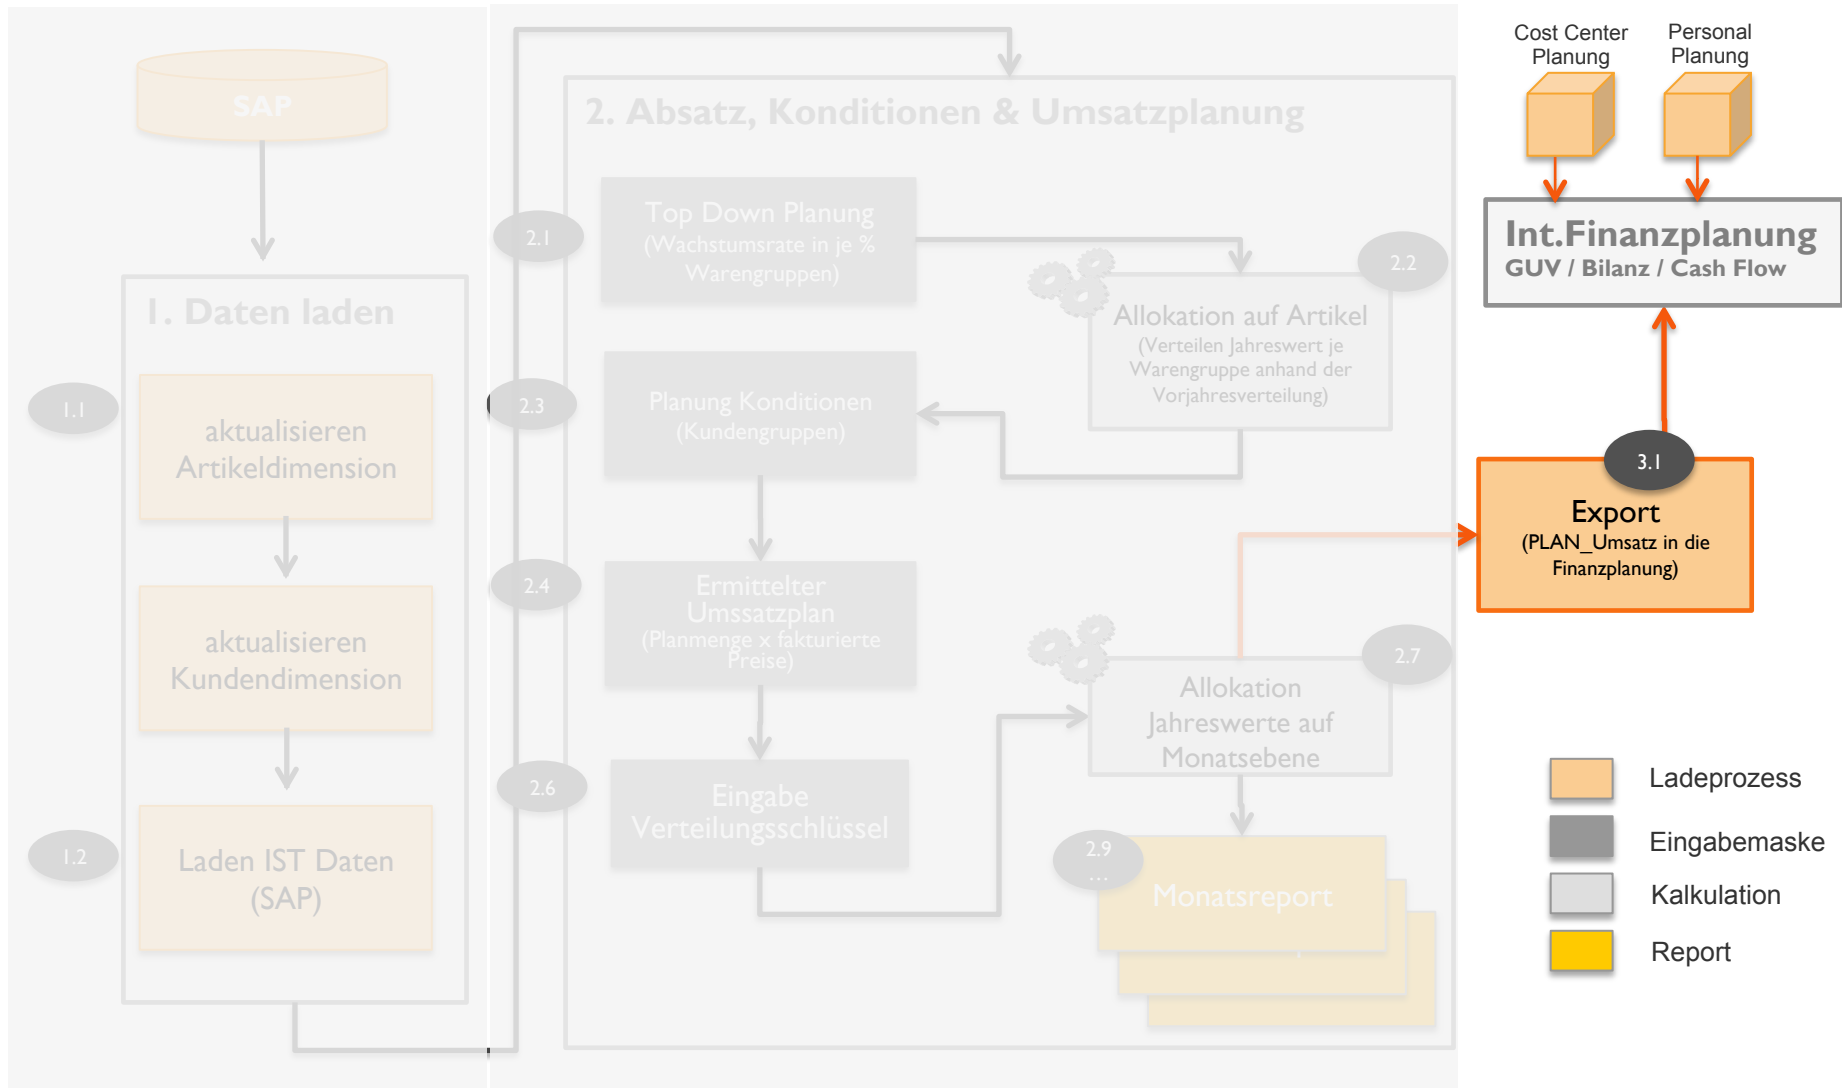 SAP
1. Daten laden
1.1
aktualisieren
Artikeldimension
aktualisieren
Kundendimension
1.2
Laden IST Daten
(SAP)
2. Absatz, Konditionen & Umsatzplanung
2.1
Top Down Planung
(Wachstumsrate in je %
Warengruppen)
2.2
Allokation auf Artikel
(Verteilen Jahreswert je
Warengruppe anhand der
Vorjahresverteilung)
2.3
Planung Konditionen
(Kundengruppen)
2.4
Ermittelter
Umssatzplan
(Planmenge x fakturierte
Preise)
2.6
Eingabe
Verteilungsschlüssel
2.7
Allokation
Jahreswerte auf
Monatsebene
2.9
...
Monatsreport
Cost Center
Planung
Personal
Planung
Int.Finanzplanung
GUV / Bilanz / Cash Flow
3.1
Export
(PLAN_Umsatz in die
Finanzplanung)
Ladeprozess
Eingabemaske
Kalkulation
Report